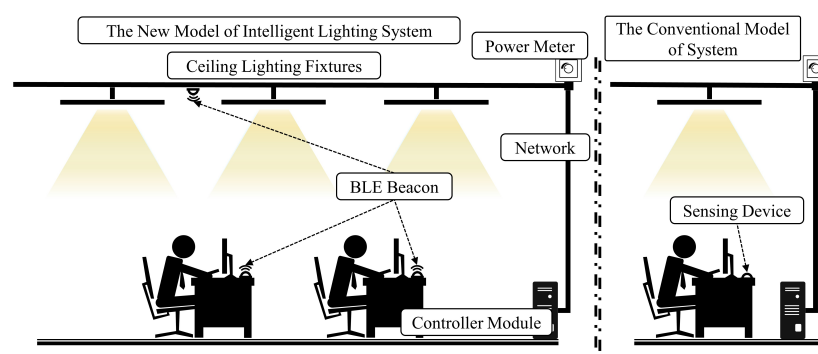 The New Model of Intelligent Lighting System
Power Meter
The Conventional Model
of System
Ceiling Lighting Fixtures
Network
BLE Beacon
Sensing Device
Controller Module